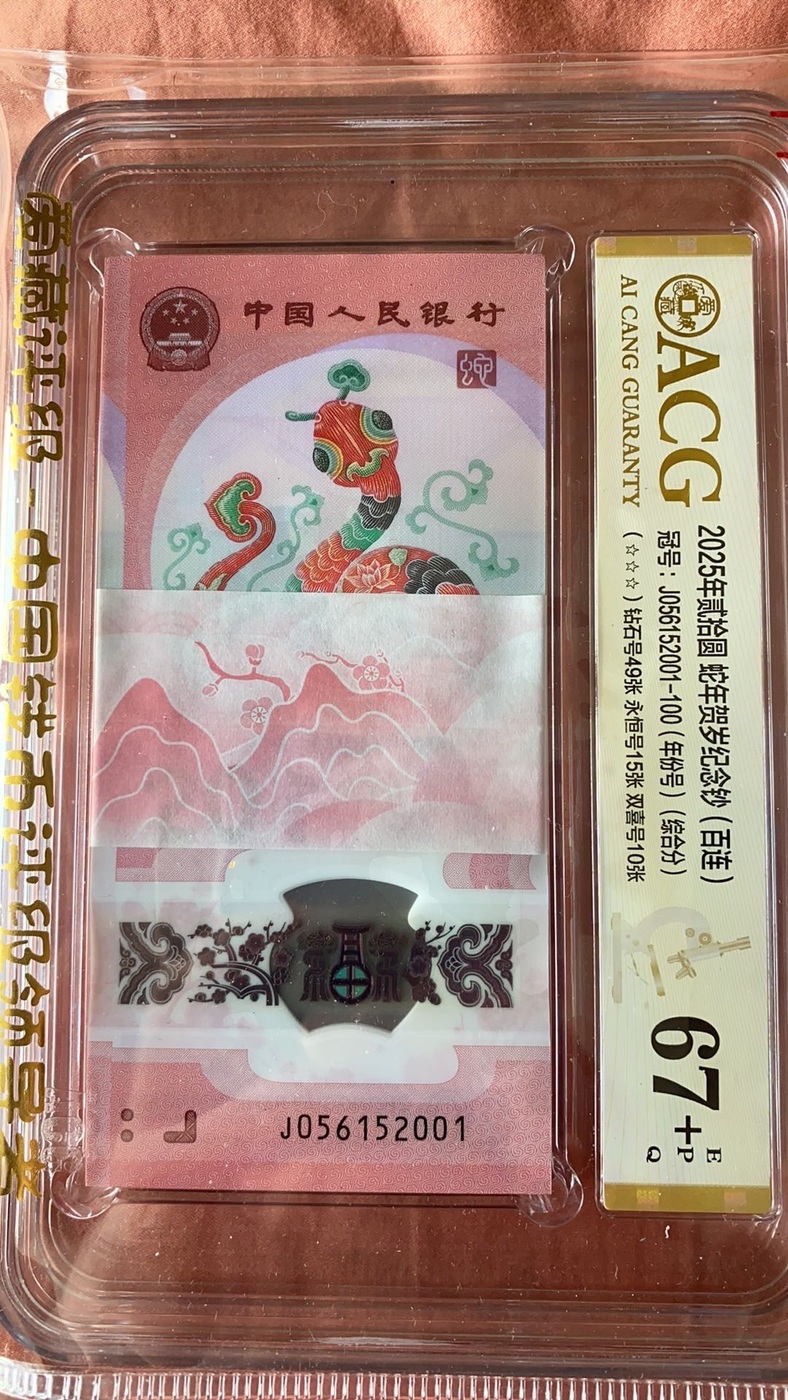 中国人民银行
蛇
J056152001
ACG
AI CANG GUARANTY
2025年贰拾圆 蛇年贺岁纪念钞（百连）
冠号：J056152001-100（年份号）（综合分）
（☆☆☆）钻石号49张 永恒号15张 双喜号10张
67+
E
P
Q
爱藏评级-中国钱币评级领导者